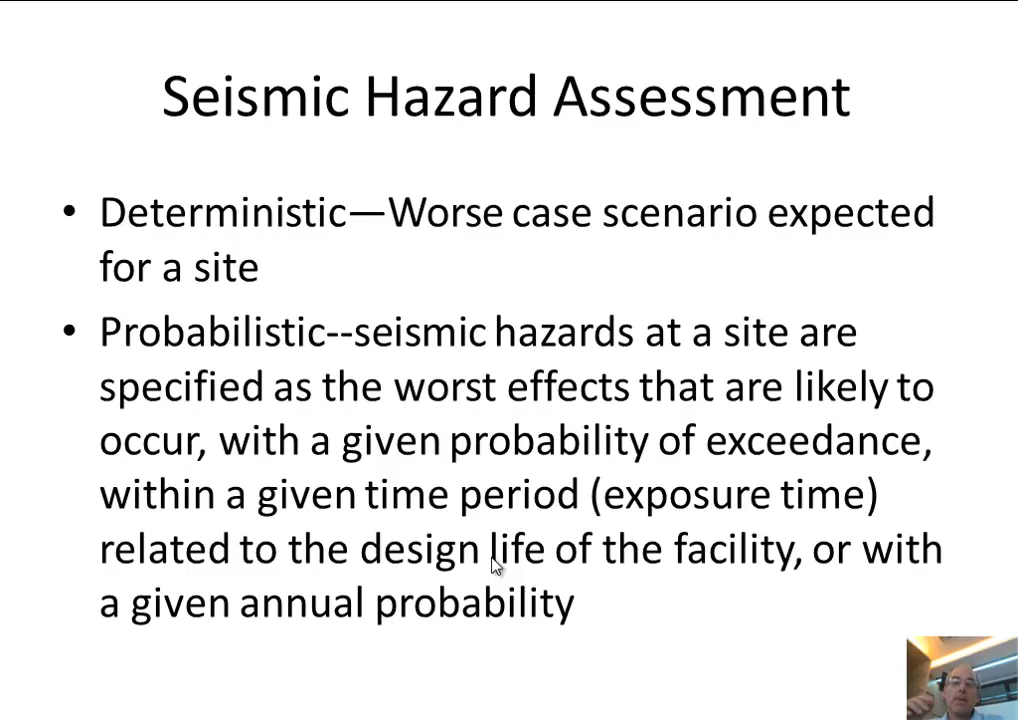 Seismic Hazard Assessment
• Deterministic—Worse case scenario expected
for a site
• Probabilistic--seismic hazards at a site are
specified as the worst effects that are likely to
occur, with a given probability of exceedance,
within a given time period (exposure time)
related to the design life of the facility, or with
a given annual probability